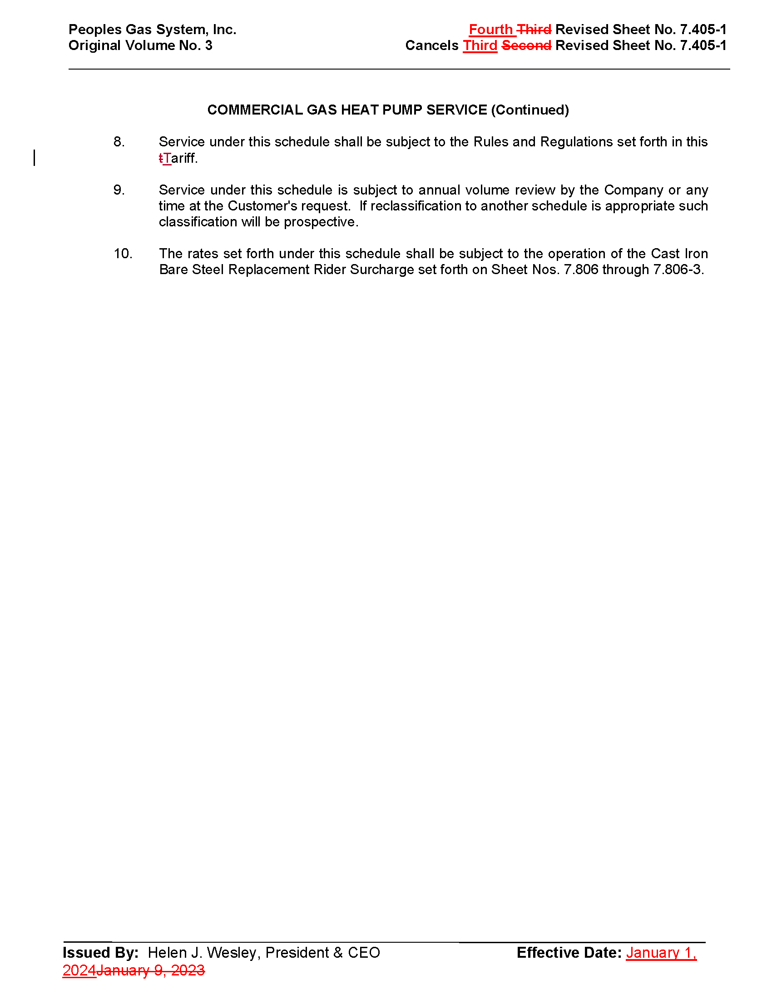 Peoples Gas System, Inc.
Original Volume No. 3
Fourth Third Revised Sheet No. 7.405-1
Cancels Third Second Revised Sheet No. 7.405-1
COMMERCIAL GAS HEAT PUMP SERVICE (Continued)
8. Service under this schedule shall be subject to the Rules and Regulations set forth in this
tTariff.
9. Service under this schedule is subject to annual volume review by the Company or any
time at the Customer's request.  If reclassification to another schedule is appropriate such
classification will be prospective.
10. The rates set forth under this schedule shall be subject to the operation of the Cast Iron
Bare Steel Replacement Rider Surcharge set forth on Sheet Nos. 7.806 through 7.806-3.
Issued By:  Helen J. Wesley, President & CEO Effective Date: January 1,
2024January 9, 2023